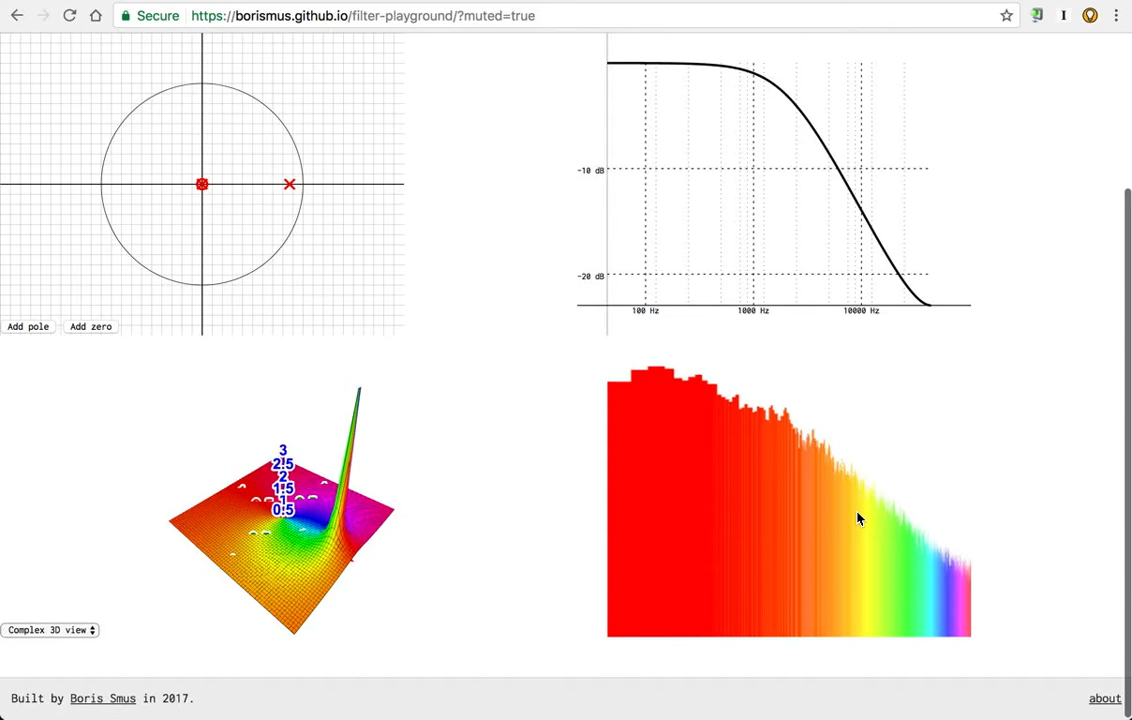 Secure https://borismus.github.io/filter-playground/?muted=true
-10 dB
-20 dB
100 Hz 1000 Hz 10000 Hz
Add pole Add zero
3
2.5
2
1.5
1
0.5
Complex 3D view
Built by Boris Smus in 2017. about